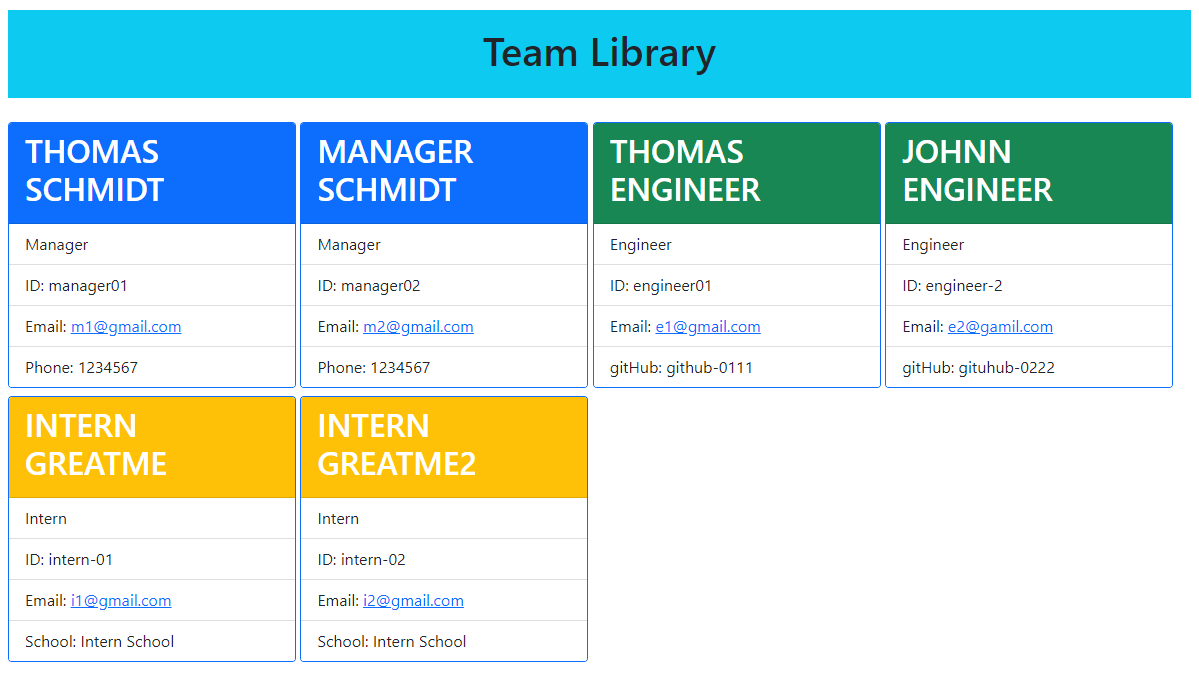 Team Library
THOMAS
SCHMIDT
Manager
ID: manager01
Email: m1@gmail.com
Phone: 1234567
MANAGER
SCHMIDT
Manager
ID: manager02
Email: m2@gmail.com
Phone: 1234567
THOMAS
ENGINEER
Engineer
ID: engineer01
Email: e1@gmail.com
gitHub: github-0111
JOHNN
ENGINEER
Engineer
ID: engineer-2
Email: e2@gamil.com
gitHub: gituhub-0222
INTERN
GREATME
Intern
ID: intern-01
Email: i1@gmail.com
School: Intern School
INTERN
GREATME2
Intern
ID: intern-02
Email: i2@gmail.com
School: Intern School